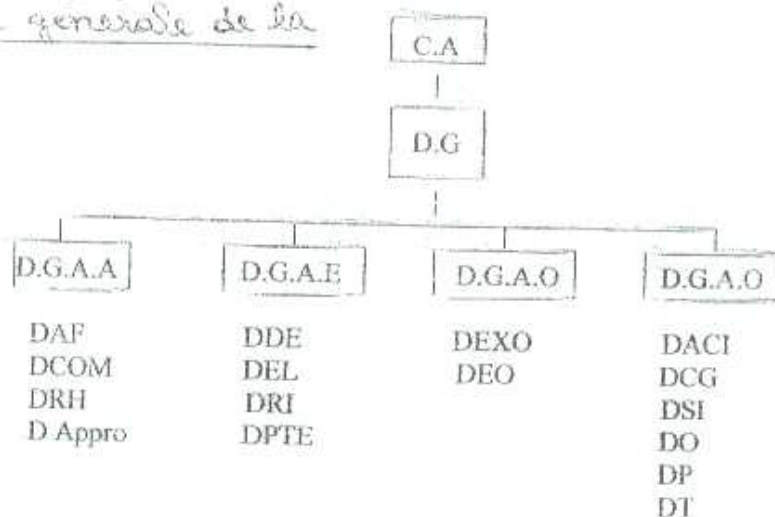 generale de la
C.A
D.G
D.G.A.A
D.G.A.E
D.G.A.O
D.G.A.O
DAF
DCOM
DRH
D Appro
DDE
DEL
DRI
DPTE
DEXO
DEO
DACI
DCG
DSI
DO
DP
DT